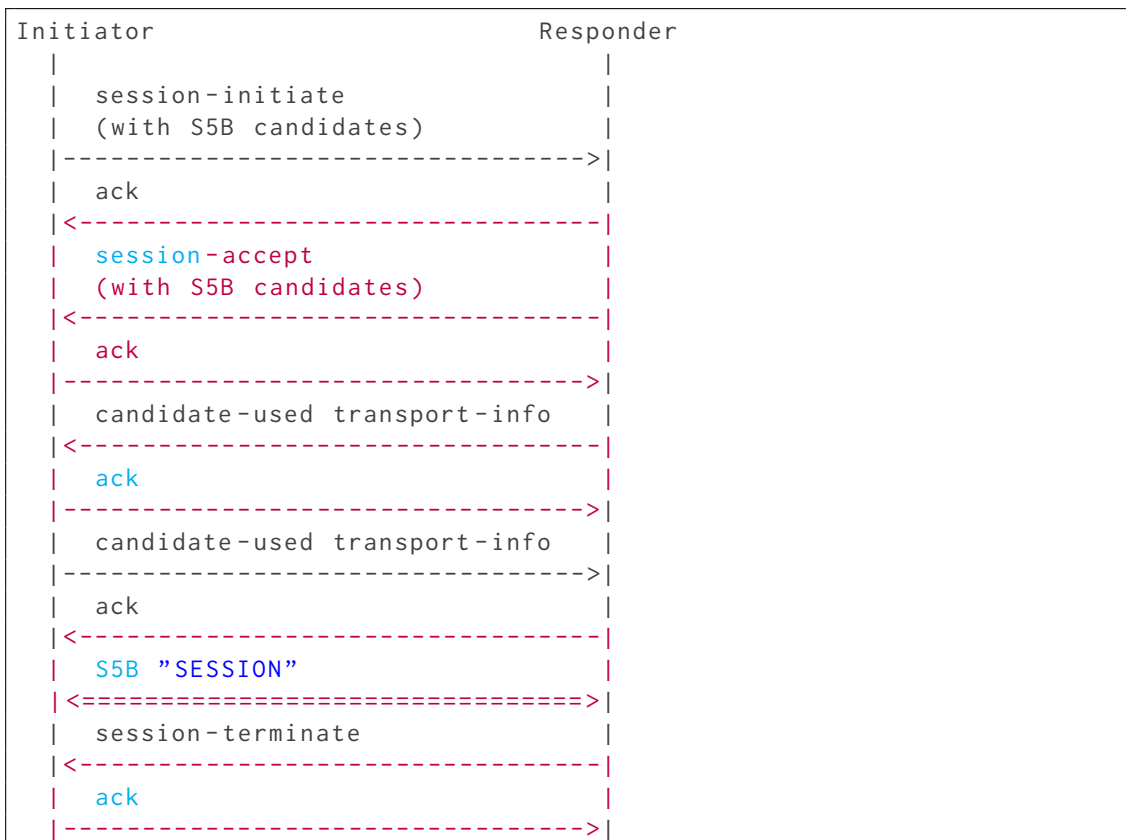 Initiator                        Responder
  |                                  |
  |  session-initiate                |
  |  (with S5B candidates)           |
  |--------------------------------->|
  |  ack                             |
  |<---------------------------------|
  |  session-accept                  |
  |  (with S5B candidates)           |
  |<---------------------------------|
  |  ack                             |
  |--------------------------------->|
  |  candidate-used transport-info   |
  |<---------------------------------|
  |  ack                             |
  |--------------------------------->|
  |  candidate-used transport-info   |
  |--------------------------------->|
  |  ack                             |
  |<---------------------------------|
  |  S5B ”SESSION”                   |
  |<================================>|
  |  session-terminate               |
  |<---------------------------------|
  |  ack                             |
  |--------------------------------->|